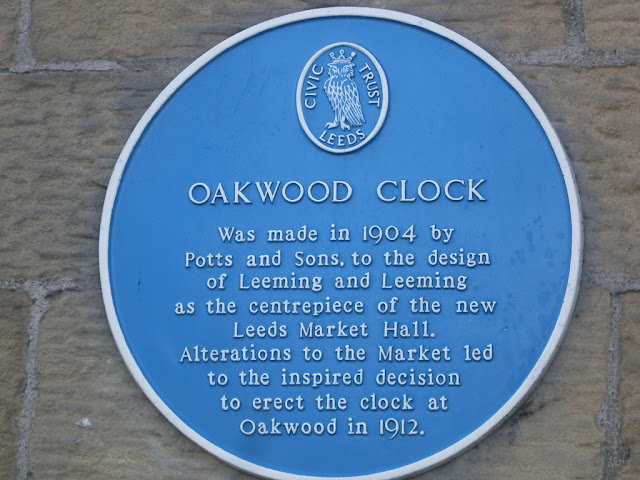 CIVIC TRUST
LEEDS
OAKWOOD CLOCK
Was made in 1904 by
Potts and Sons, to the design
of Leeming and Leeming
as the centrepiece of the new
Leeds Market Hall.
Alterations to the Market led
to the inspired decision
to erect the clock at
Oakwood in 1912.